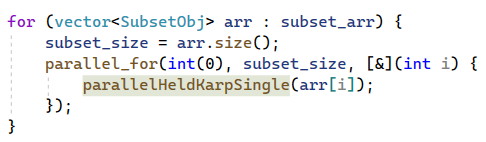 for (vector<SubsetObj> arr : subset_arr) {
    subset_size = arr.size();
    parallel_for(int(0), subset_size, [&](int i) {
        parallelHeldKarpSingle(arr[i]);
    });
}